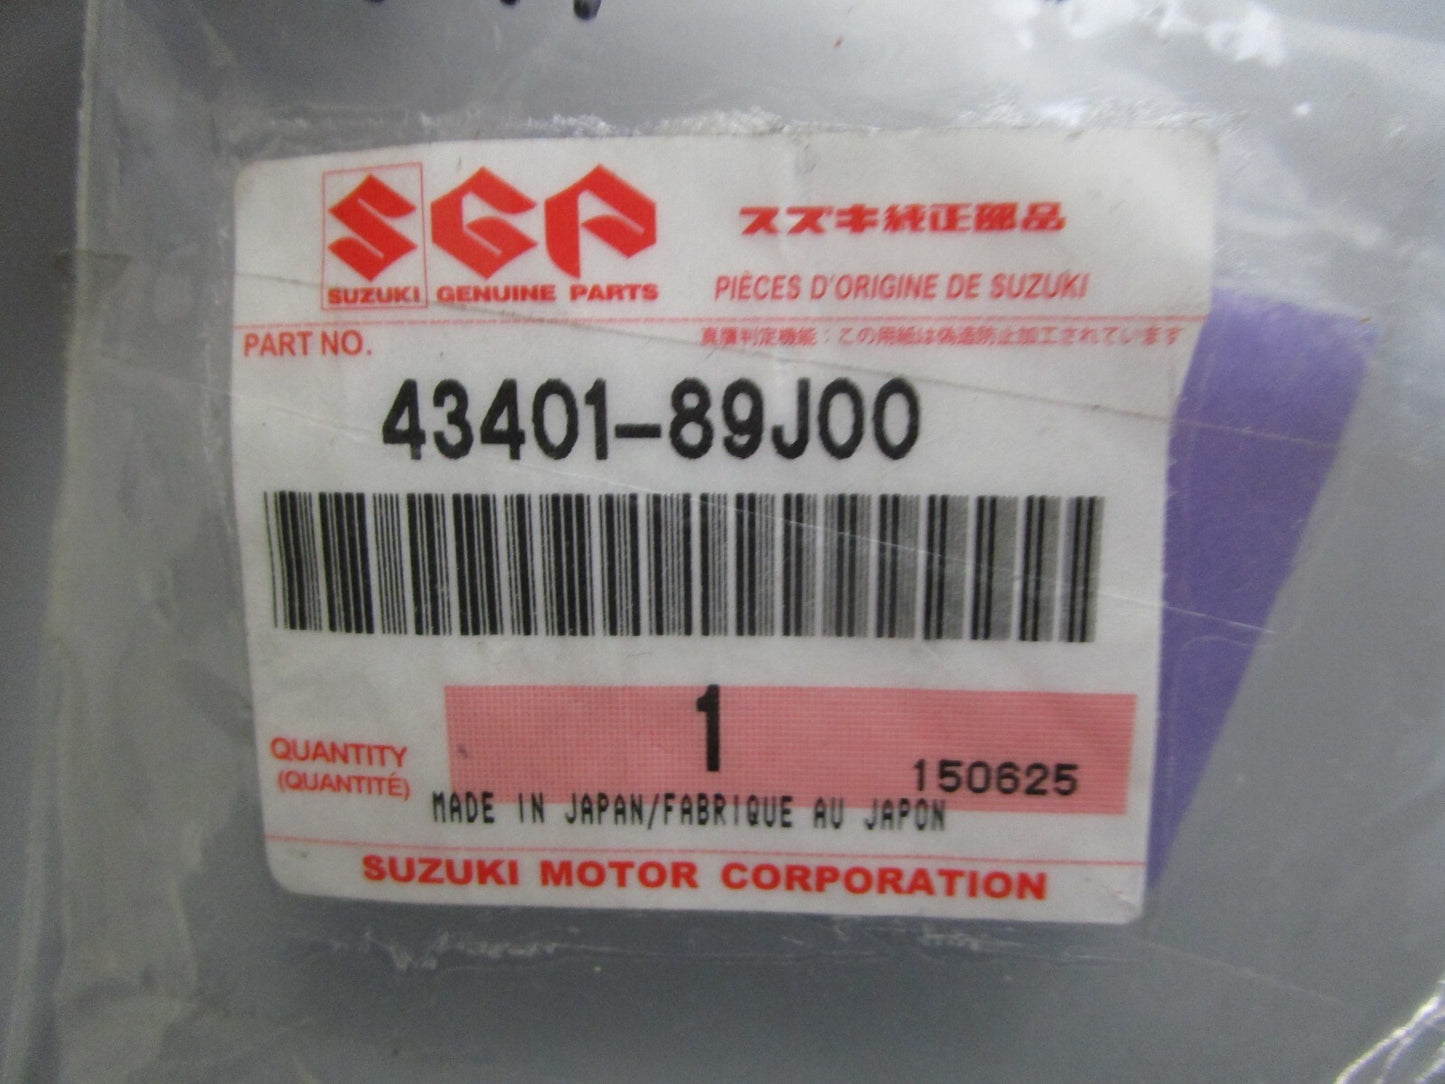 SGP
SUZUKI GENUINE PARTS
スズキ純正部品
PIÈCES D'ORIGINE DE SUZUKI
PART NO.
真贋判定機能：この用紙は偽造防止加工されています
43401-89J00
1
QUANTITY
(QUANTITÉ)
150625
MADE IN JAPAN/FABRIQUE AU JAPON
SUZUKI MOTOR CORPORATION